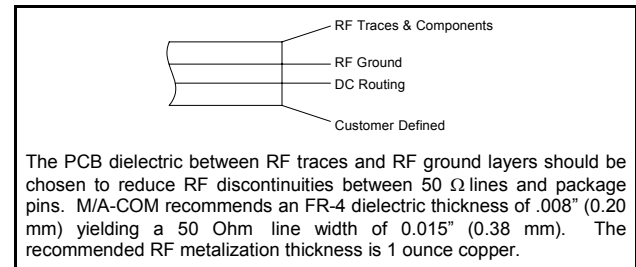 RF Traces & Components
RF Ground
DC Routing
Customer Defined
The PCB dielectric between RF traces and RF ground layers should be
chosen to reduce RF discontinuities between 50 Ω lines and package
pins. M/A-COM recommends an FR-4 dielectric thickness of .008” (0.20
mm) yielding a 50 Ohm line width of 0.015” (0.38 mm). The
recommended RF metalization thickness is 1 ounce copper.